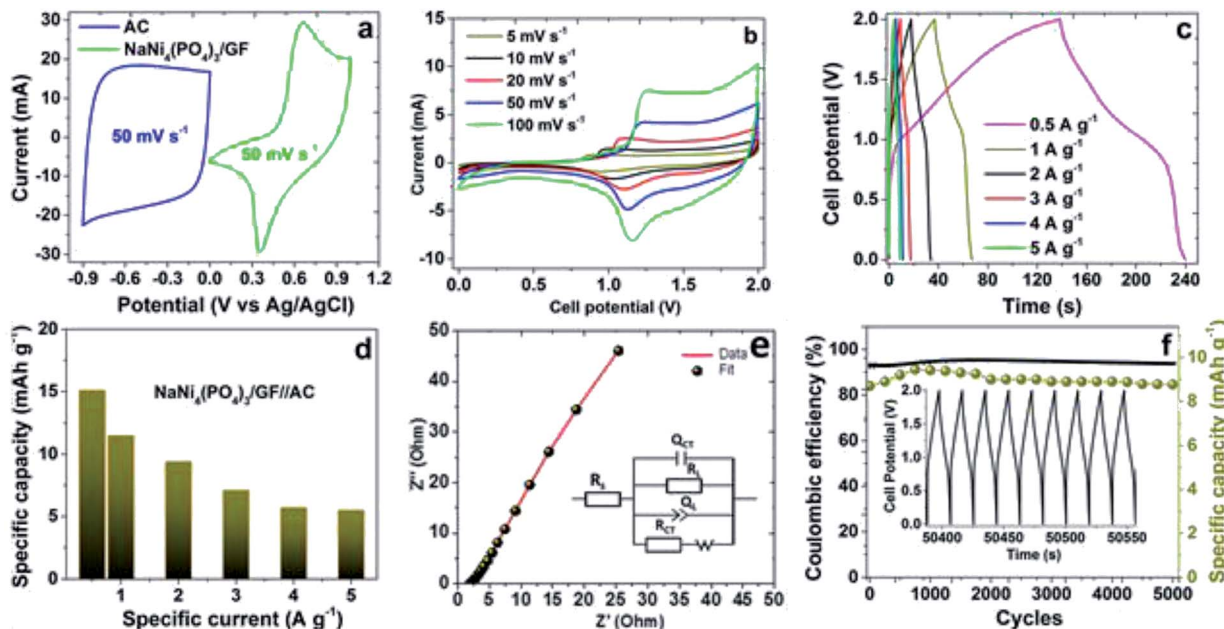 a
AC
NaNi4(PO4)3/GF
50 mV s-1
50 mV s-1
Current (mA)
30
20
10
0
-10
-20
-30
-0.9 -0.6 -0.3 0.0 0.3 0.6 0.9 1.2
Potential (V vs Ag/AgCl)
b
5 mV s-1
10 mV s-1
20 mV s-1
50 mV s-1
100 mV s-1
Current (mA)
15
10
5
0
-5
10
0.0 0.5 1.0 1.5 2.0
Cell potential (V)
c
0.5 A g-1
1 A g-1
2 A g-1
3 A g-1
4 A g-1
5 A g-1
Cell potential (V)
2.0
1.5
1.0
0.5
2.0
0 40 80 120 160 200 240
Time (s)
d
NaNi4(PO4)3/GF//AC
Specific capacity (mAh g-1)
20
15
10
5
0
1 2 3 4 5
Specific current (A g-1)
e
Data
Fit
QCT
RS
RL
QL
RCT
W
Z'' (Ohm)
50
40
30
20
10
0
0 5 10 15 20 25 30 35 40 45 50
Z' (Ohm)
f
Coulombic efficiency (%)
100
80
60
40
20
0
Specific capacity (mAh g-1)
10
8
6
4
2
0
Cell Potential (V)
2.0
1.5
1.0
0.5
0.0
50400 50450 50500 50550
Time (s)
0 1000 2000 3000 4000 5000
Cycles